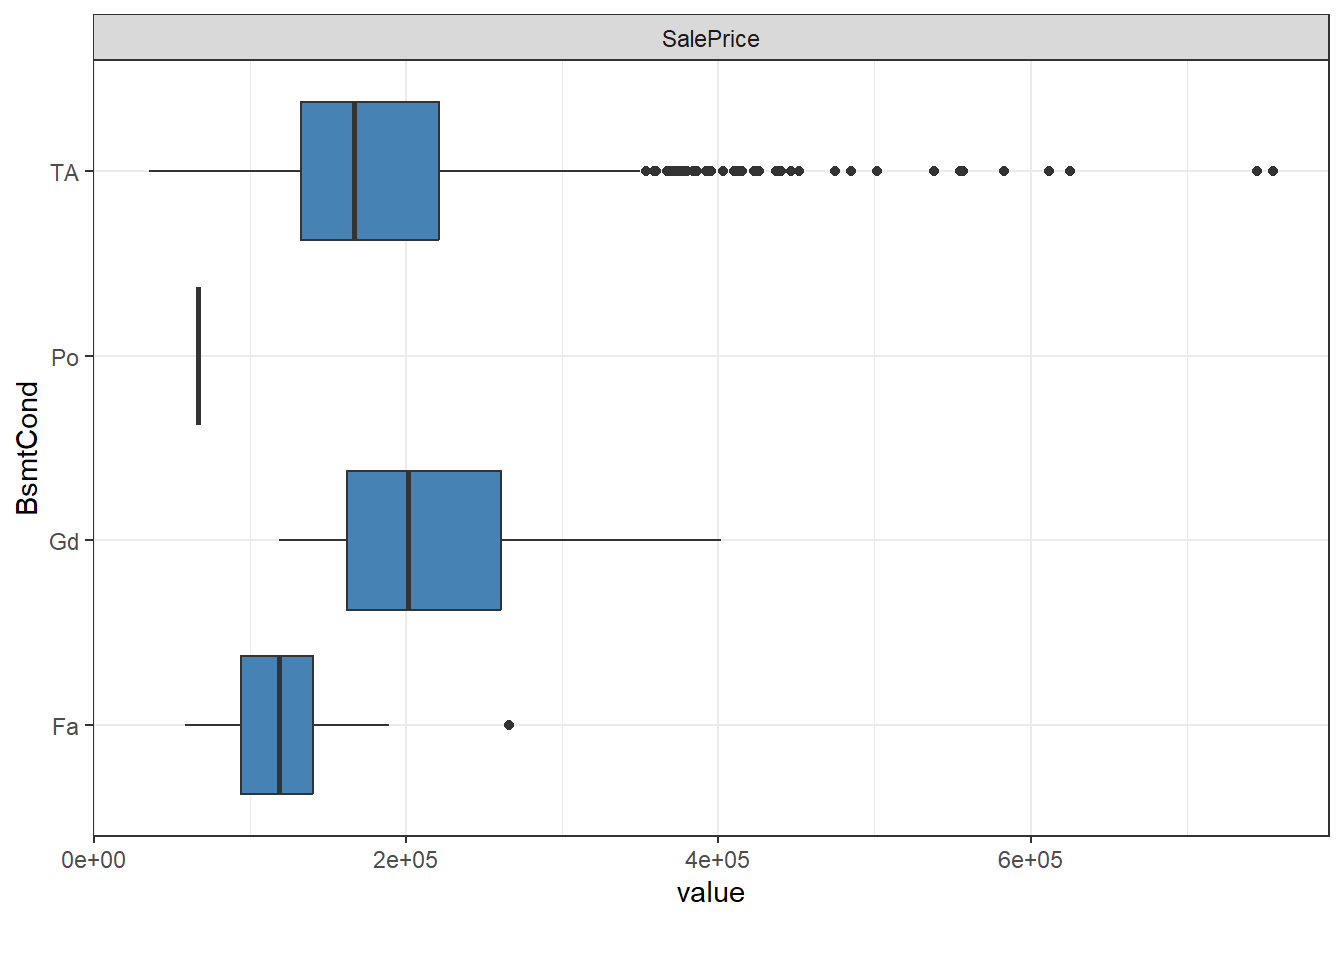 SalePrice
TA
Po
Gd
Fa
BsmtCond
0e+00 2e+05 4e+05 6e+05
value